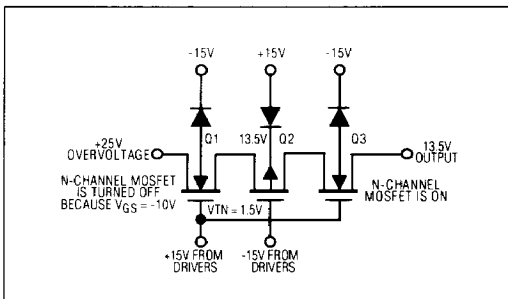 -15V +15V -15V
Q1 13.5V Q2 Q3
+25V
OVERVOLTAGE
13.5V
OUTPUT
N-CHANNEL MOSFET
IS TURNED OFF
BECAUSE VGS = -10V
N-CHANNEL
MOSFET IS ON
VTN = 1.5V
+15V FROM
DRIVERS
-15V FROM
DRIVERS